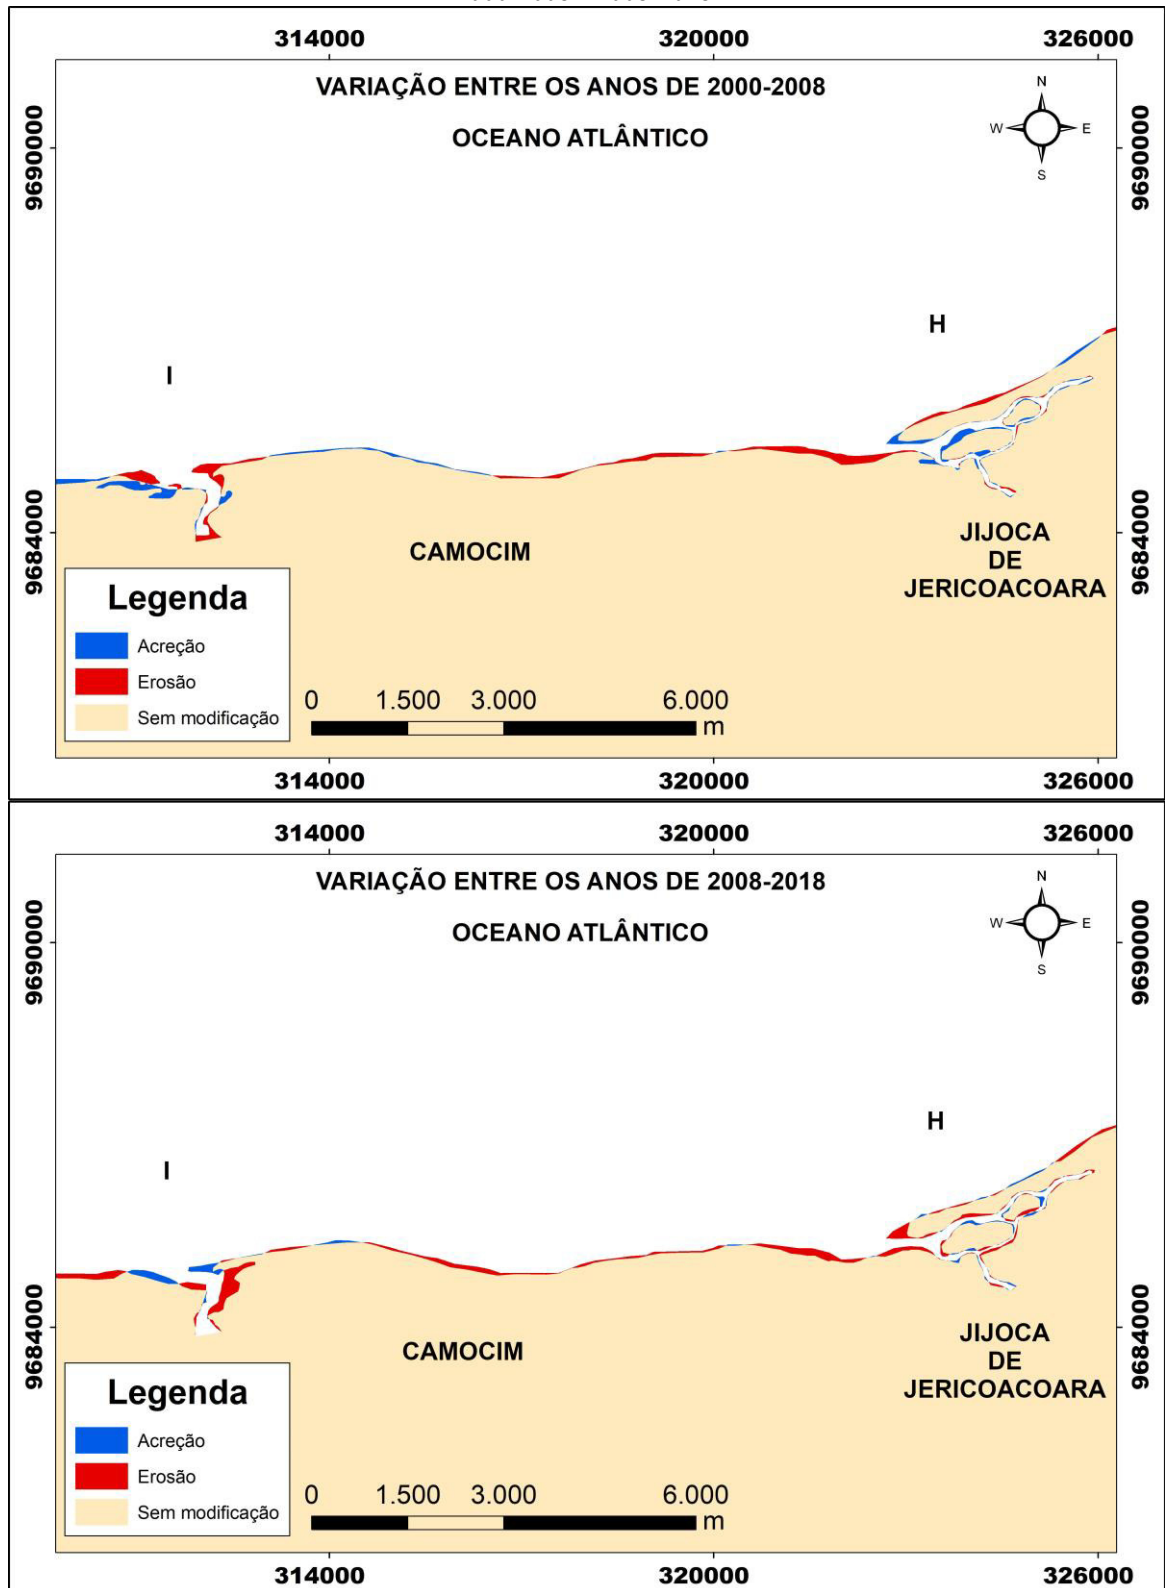 314000 320000 326000
VARIAÇÃO ENTRE OS ANOS DE 2000-2008
OCEANO ATLÂNTICO
N
W E
S
9690000 9690000
H
I
9684000 9684000
CAMOCIM
JIJOCA
DE
JERICOACOARA
Legenda
Acreção
Erosão
Sem modificação
0 1.500 3.000 6.000
m
314000 320000 326000
314000 320000 326000
VARIAÇÃO ENTRE OS ANOS DE 2008-2018
OCEANO ATLÂNTICO
N
W E
S
9690000 9690000
H
I
9684000 9684000
CAMOCIM
JIJOCA
DE
JERICOACOARA
Legenda
Acreção
Erosão
Sem modificação
0 1.500 3.000 6.000
m
314000 320000 326000